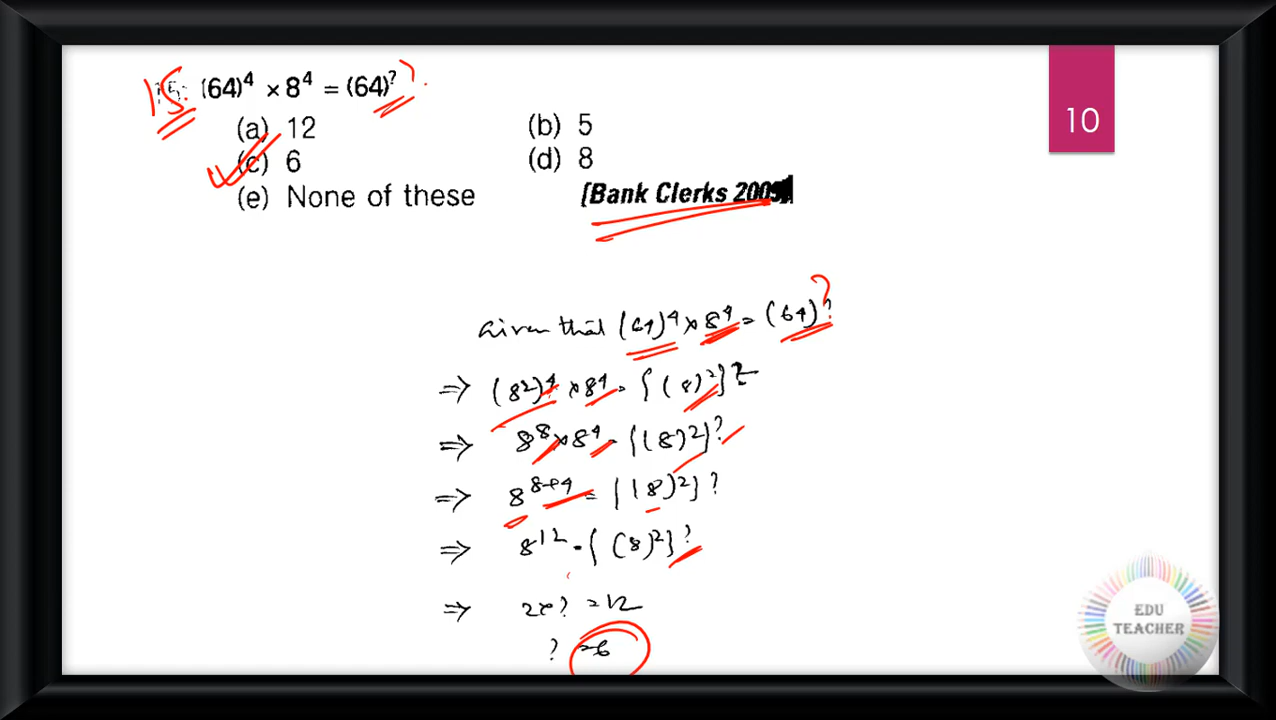 15. (64)⁴ × 8⁴ = (64)^? ?
(a) 12 (b) 5
(c) 6 (d) 8
(e) None of these [Bank Clerks 2009]
10
Given that (64)⁴ × 8⁴ = (64)^?
⇒ (8²)⁴ × 8⁴ = {(8)²}^?
⇒ 8⁸ × 8⁴ = {(8)²}^?
⇒ 8^8+4 = {(8)²}^?
⇒ 8¹² = {(8)²}^?
⇒ 2×? = 12
? = 6
EDU
TEACHER